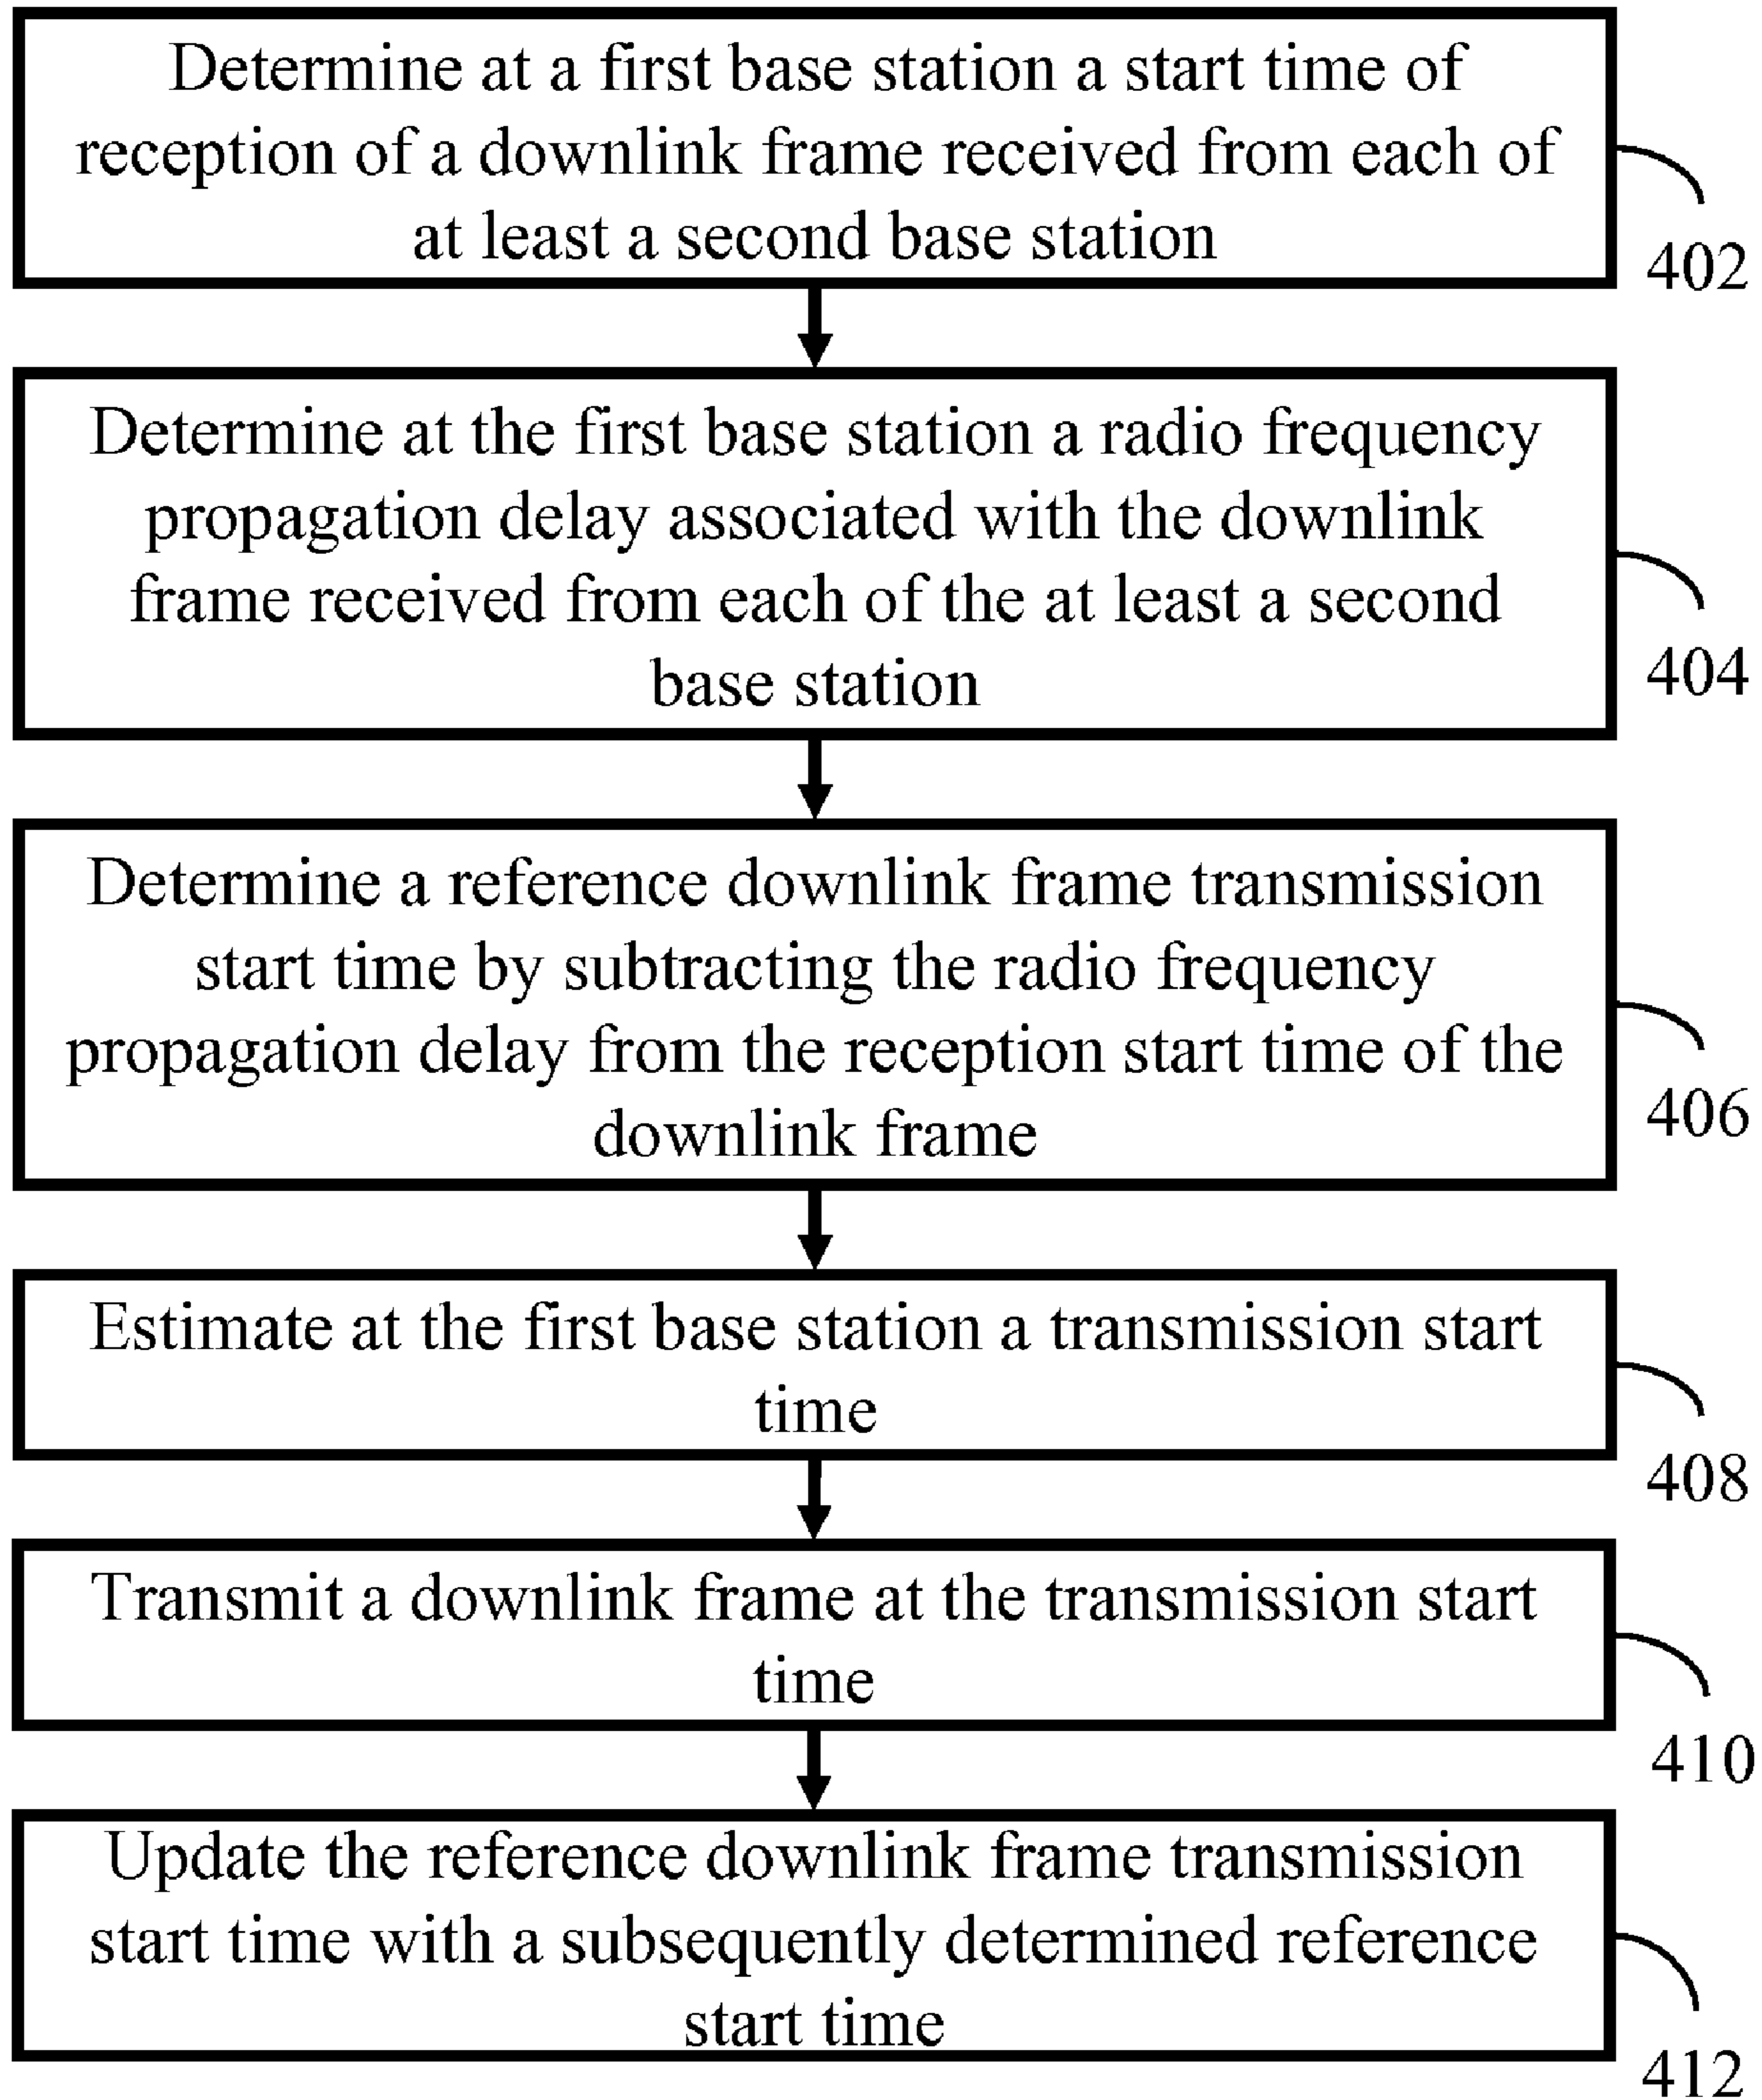 Determine at a first base station a start time of
reception of a downlink frame received from each of
at least a second base station
402
Determine at the first base station a radio frequency
propagation delay associated with the downlink
frame received from each of the at least a second
base station
404
Determine a reference downlink frame transmission
start time by subtracting the radio frequency
propagation delay from the reception start time of the
downlink frame
406
Estimate at the first base station a transmission start
time
408
Transmit a downlink frame at the transmission start
time
410
Update the reference downlink frame transmission
start time with a subsequently determined reference
start time
412